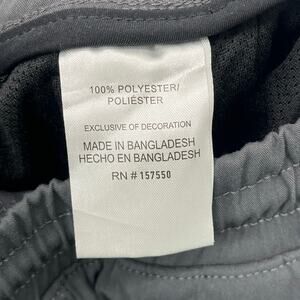 100% POLYESTER/
POLIÉSTER
EXCLUSIVE OF DECORATION
MADE IN BANGLADESH
HECHO EN BANGLADESH
RN # 157550